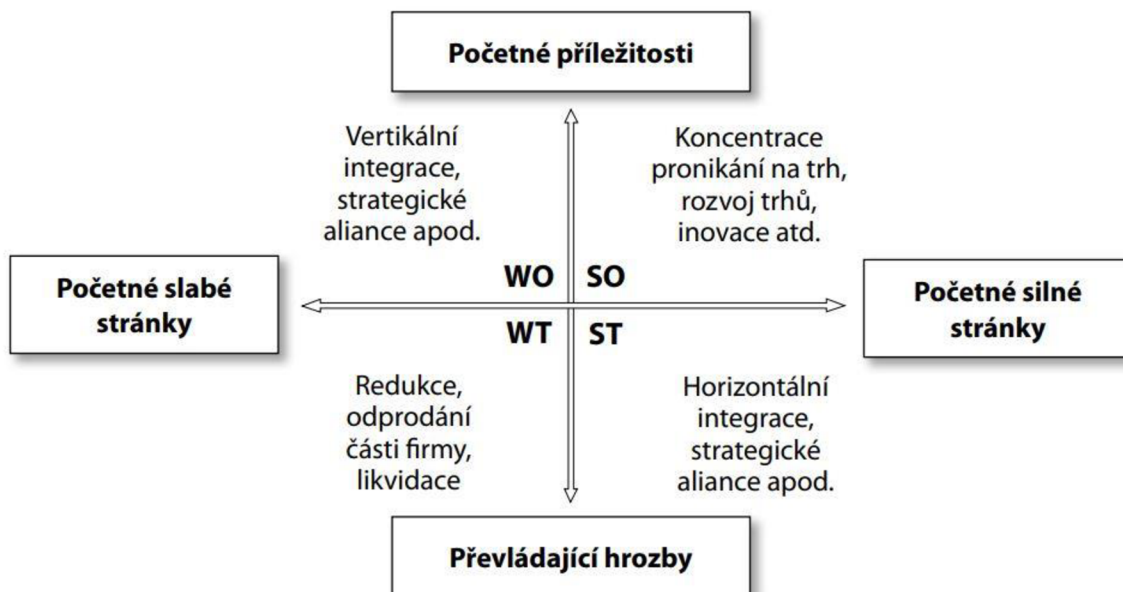 Početné příležitosti
Vertikální
integrace,
strategické
aliance apod.
Koncentrace
pronikání na trh,
rozvoj trhů,
inovace atd.
Početné slabé
stránky
WO
SO
WT
ST
Početné silné
stránky
Redukce,
odprodání
části firmy,
likvidace
Horizontální
integrace,
strategické
aliance apod.
Převládající hrozby